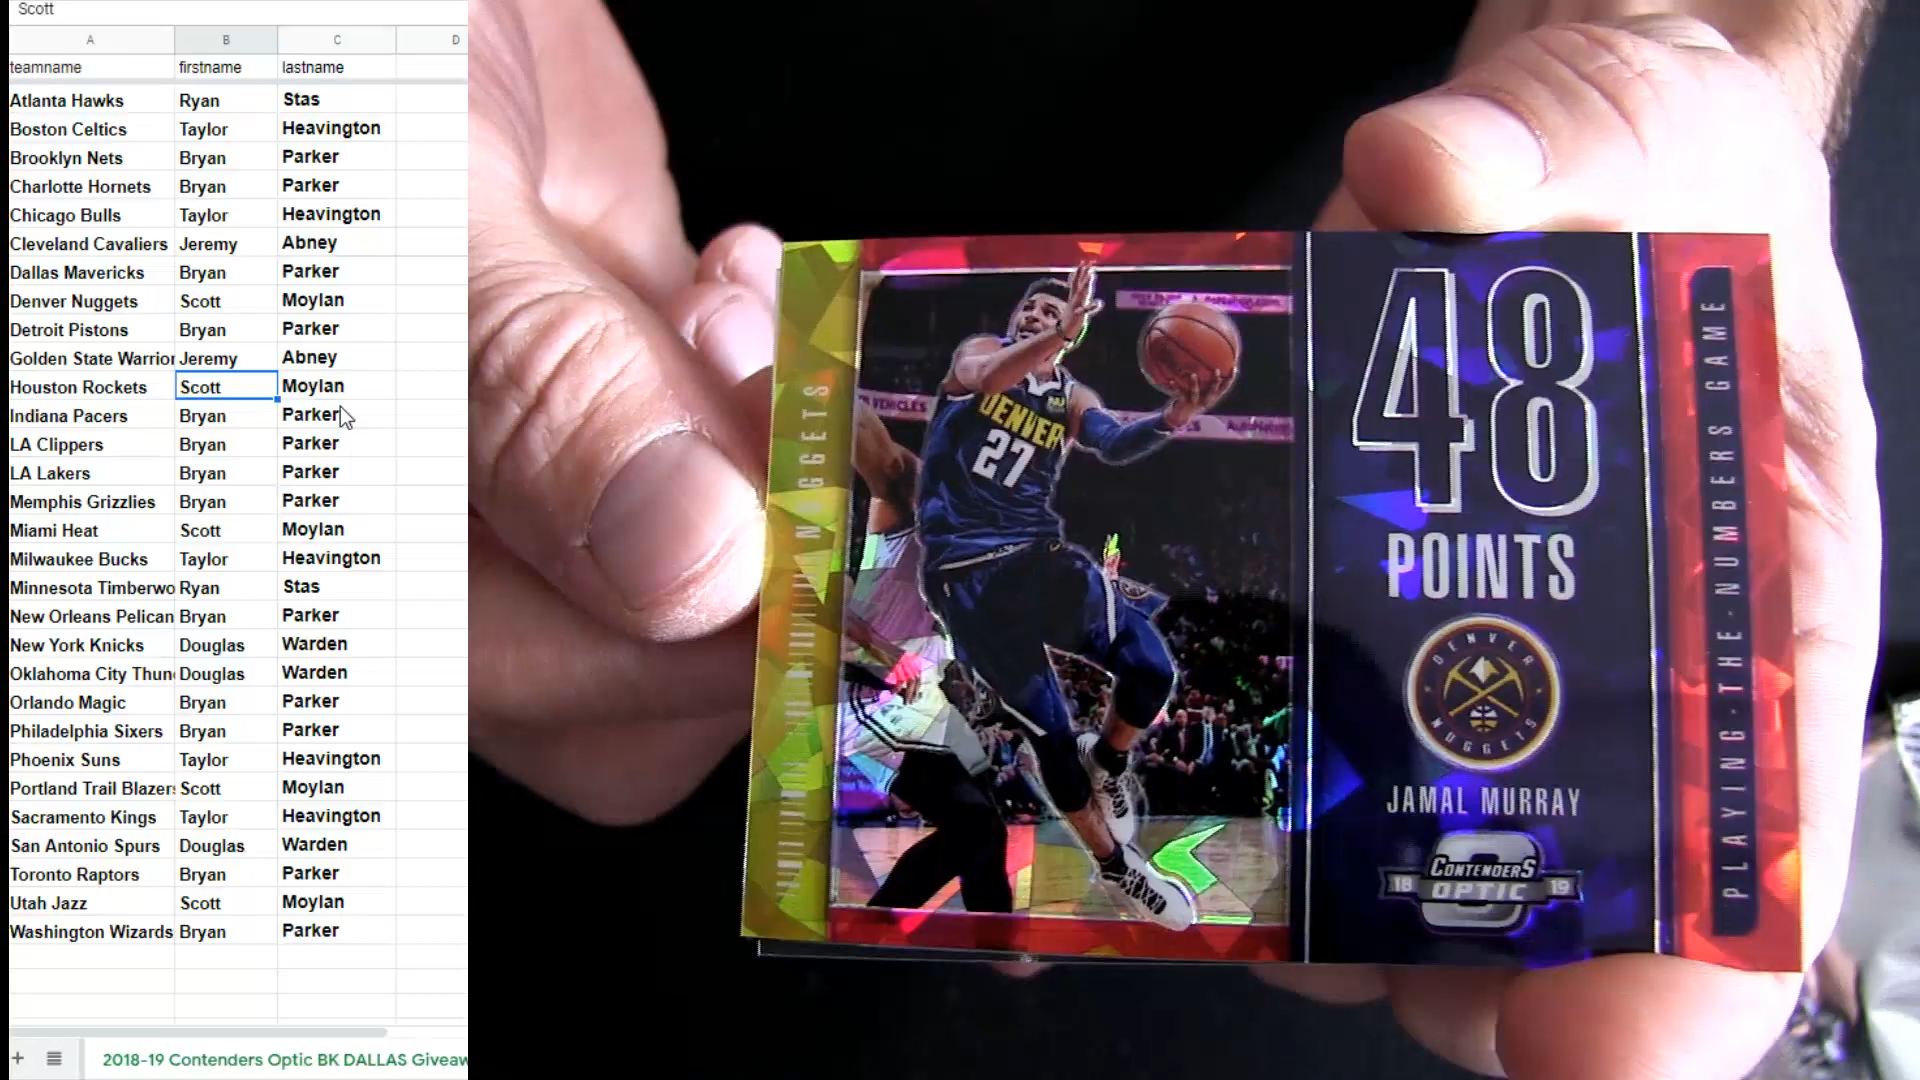 Scott
A B C D
teamname firstname lastname
Atlanta Hawks Ryan Stas
Boston Celtics Taylor Heavington
Brooklyn Nets Bryan Parker
Charlotte Hornets Bryan Parker
Chicago Bulls Taylor Heavington
Cleveland Cavaliers Jeremy Abney
Dallas Mavericks Bryan Parker
Denver Nuggets Scott Moylan
Detroit Pistons Bryan Parker
Golden State Warrior Jeremy Abney
Houston Rockets Scott Moylan
Indiana Pacers Bryan Parker
LA Clippers Bryan Parker
LA Lakers Bryan Parker
Memphis Grizzlies Bryan Parker
Miami Heat Scott Moylan
Milwaukee Bucks Taylor Heavington
Minnesota Timberwo Ryan Stas
New Orleans Pelican Bryan Parker
New York Knicks Douglas Warden
Oklahoma City Thun Douglas Warden
Orlando Magic Bryan Parker
Philadelphia Sixers Bryan Parker
Phoenix Suns Taylor Heavington
Portland Trail Blazers Scott Moylan
Sacramento Kings Taylor Heavington
San Antonio Spurs Douglas Warden
Toronto Raptors Bryan Parker
Utah Jazz Scott Moylan
Washington Wizards Bryan Parker
2018-19 Contenders Optic BK DALLAS Giveaw
NUGGETS
DENVER
27
VEHICLES
48
POINTS
DENVER
NUGGETS
JAMAL MURRAY
CONTENDERS
18 OPTIC 19
PLAYING·THE·NUMBERS GAME